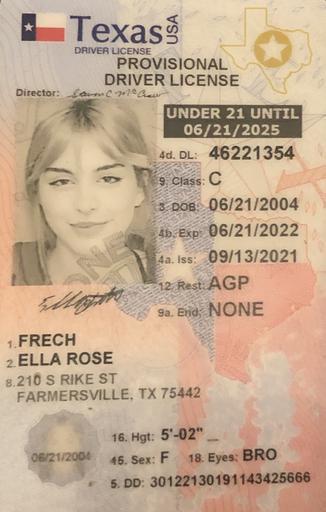 Texas USA
DRIVER LICENSE
PROVISIONAL
DRIVER LICENSE
Director:
UNDER 21 UNTIL
06/21/2025
4d. DL: 46221354
9. Class: C
3. DOB: 06/21/2004
4b. Exp: 06/21/2022
4a. Iss: 09/13/2021
12. Rest: AGP
9a. End: NONE
1. FRECH
2. ELLA ROSE
8. 210 S RIKE ST
FARMERSVILLE, TX 75442
16. Hgt: 5'-02"
06/21/2004
15. Sex: F 18. Eyes: BRO
5. DD: 30122130191143425666